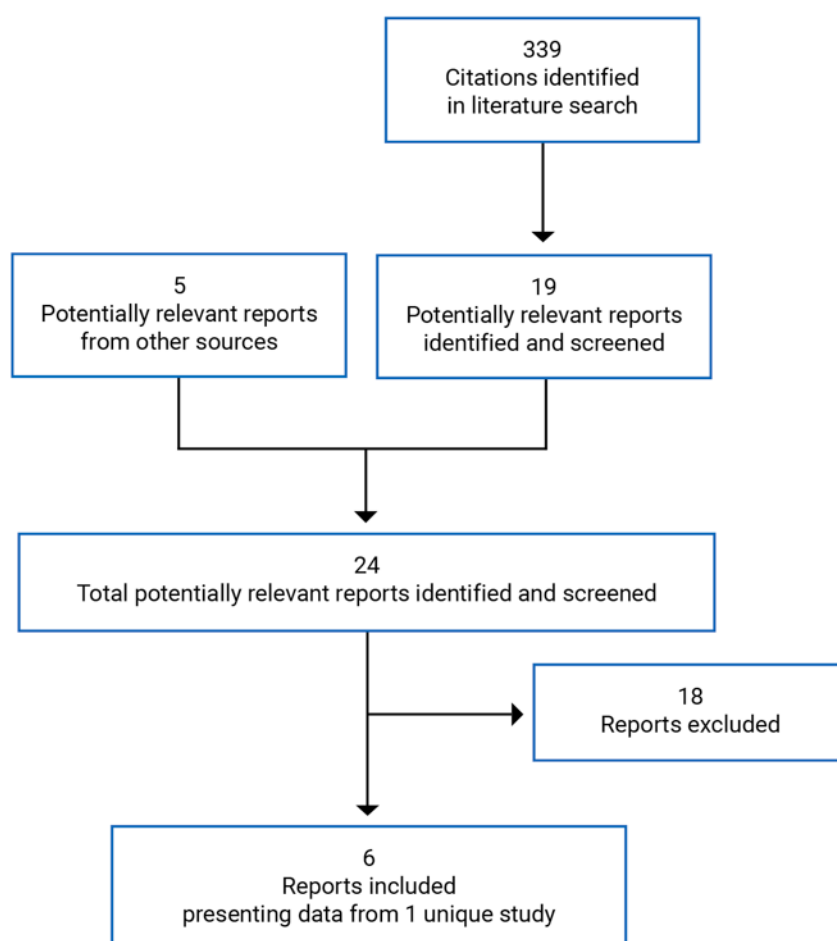 339
Citations identified
in literature search
5
Potentially relevant reports
from other sources
19
Potentially relevant reports
identified and screened
24
Total potentially relevant reports identified and screened
18
Reports excluded
6
Reports included
presenting data from 1 unique study